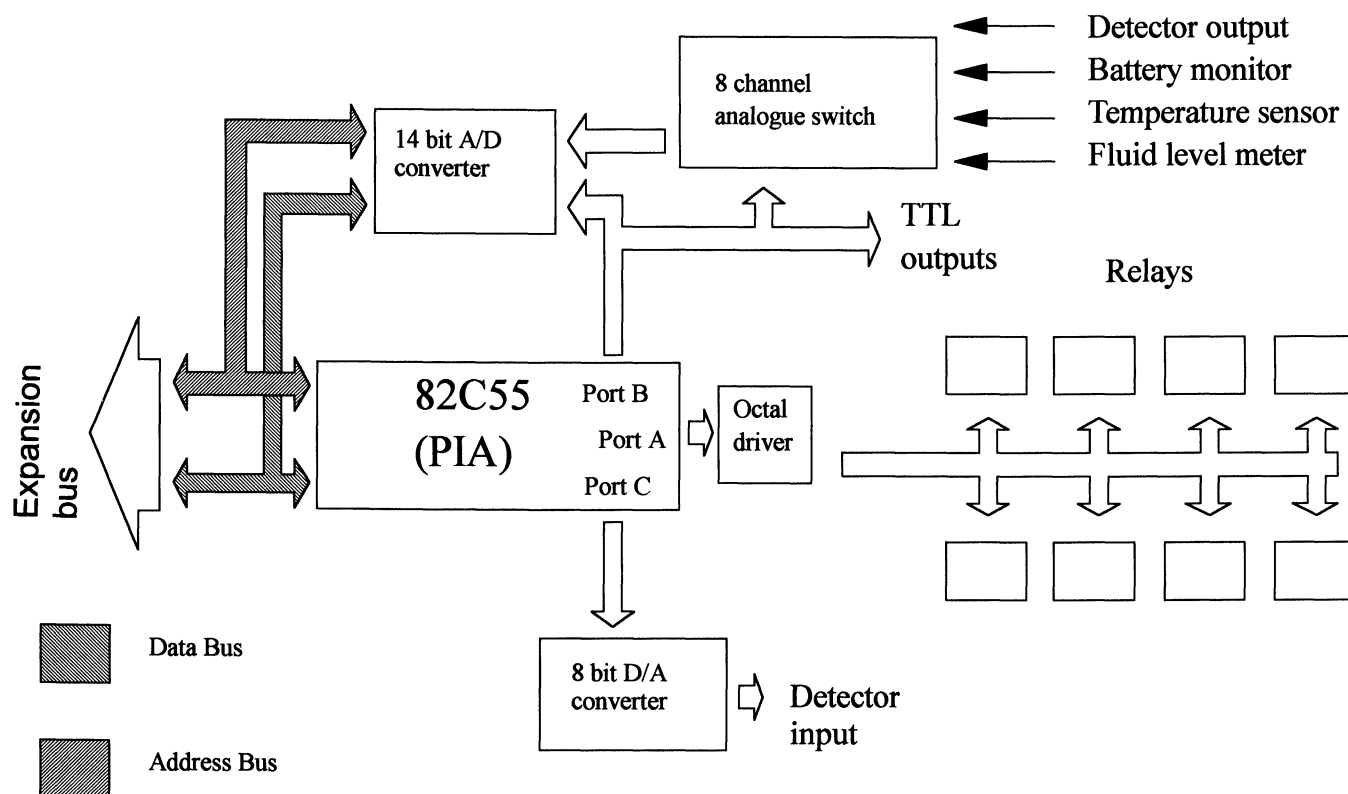 Detector output
Battery monitor
Temperature sensor
Fluid level meter
8 channel
analogue switch
14 bit A/D
converter
TTL
outputs
Relays
Expansion
bus
82C55
(PIA)
Port B
Port A
Port C
Octal
driver
8 bit D/A
converter
Detector
input
Data Bus
Address Bus